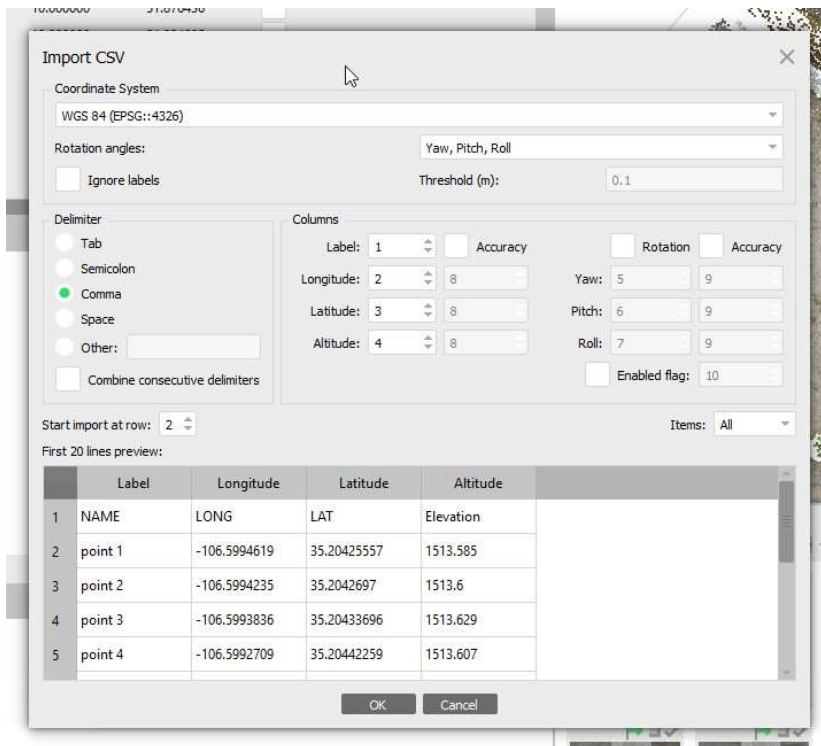 Import CSV
Coordinate System
WGS 84 (EPSG::4326)
Rotation angles: Yaw, Pitch, Roll
Ignore labels Threshold (m): 0.1
Delimiter Columns
Tab Label: 1 Accuracy Rotation Accuracy
Semicolon Longitude: 2 8 Yaw: 5 9
Comma Latitude: 3 8 Pitch: 6 9
Space Altitude: 4 8 Roll: 7 9
Other: Enabled flag: 10
Combine consecutive delimiters
Start import at row: 2 Items: All
First 20 lines preview:
Label Longitude Latitude Altitude
1 NAME LONG LAT Elevation
2 point 1 -106.5994619 35.20425557 1513.585
3 point 2 -106.5994235 35.2042697 1513.6
4 point 3 -106.5993836 35.20433696 1513.629
5 point 4 -106.5992709 35.20442259 1513.607
OK Cancel